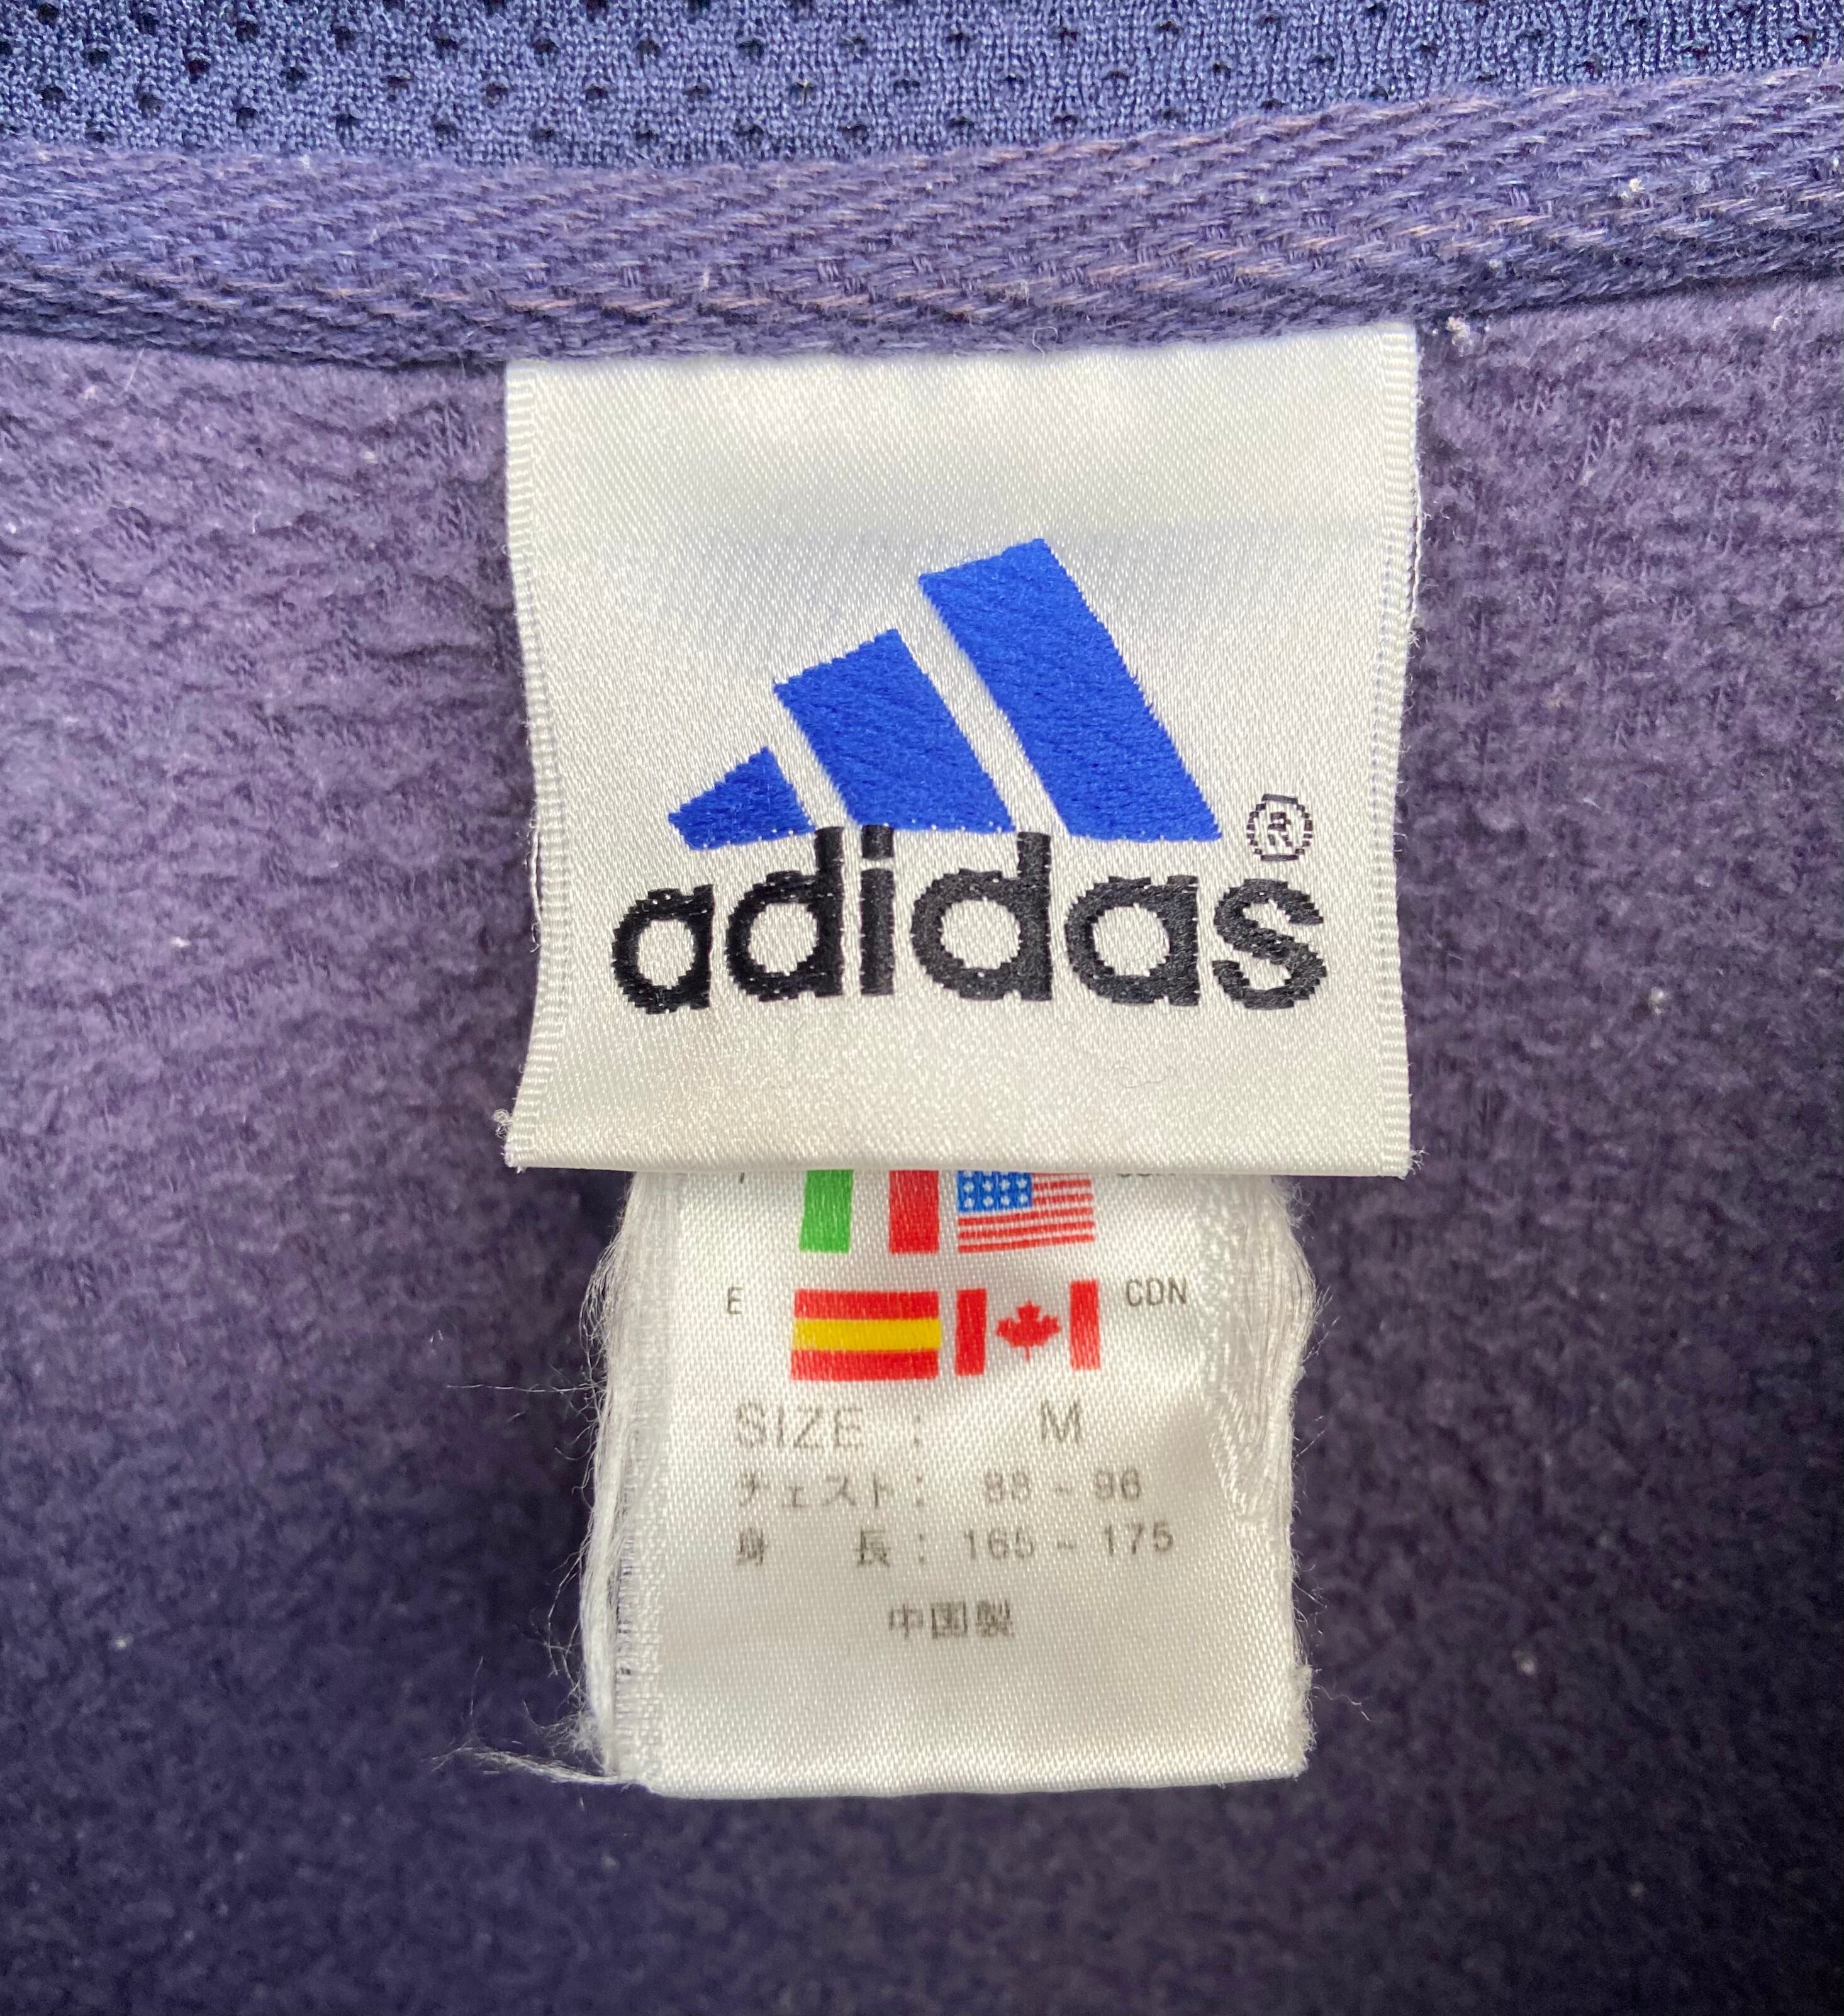 adidas®
E CDN
SIZE : M
チェスト: 88 ~ 96
身 長: 165 ~ 175
中国製